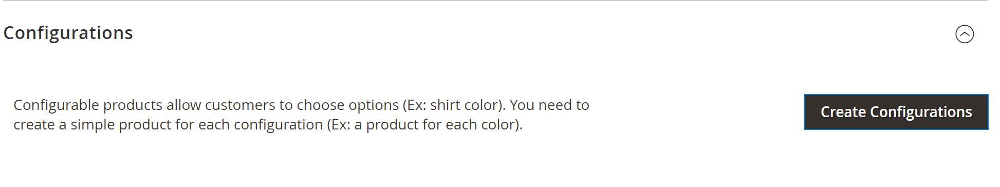 Configurations
Configurable products allow customers to choose options (Ex: shirt color). You need to
create a simple product for each configuration (Ex: a product for each color).
Create Configurations